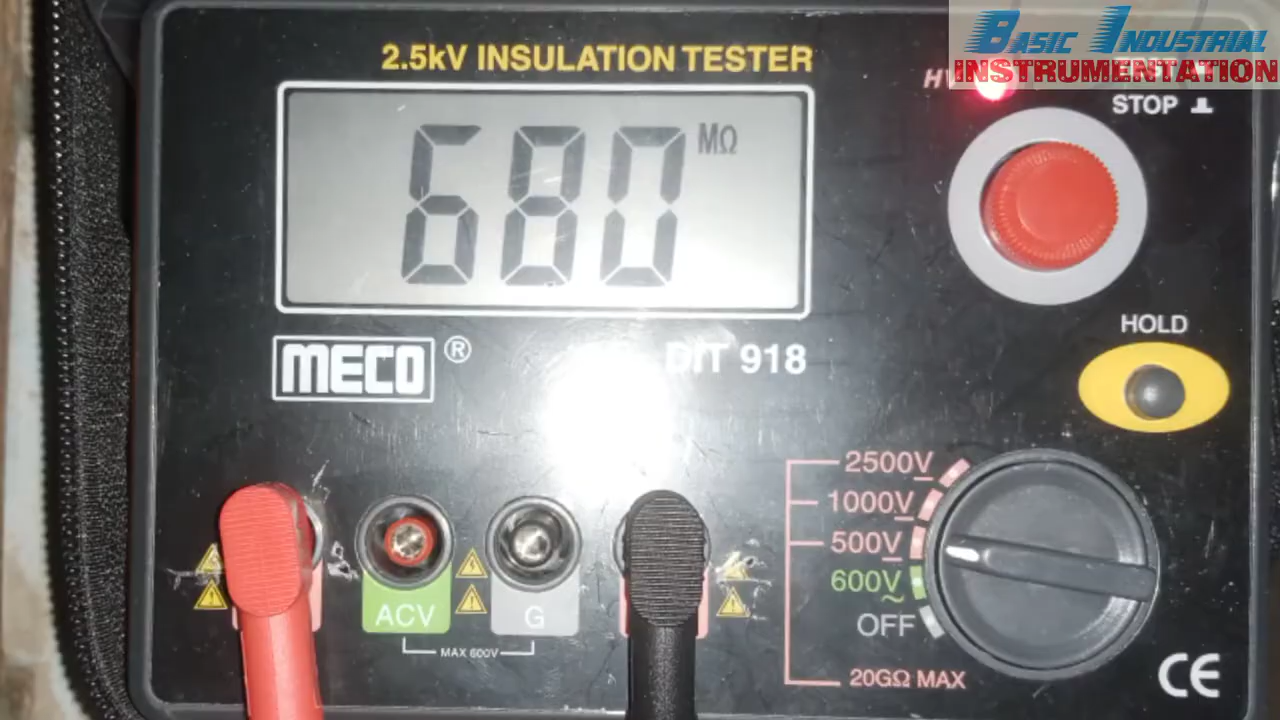 BASIC INDUSTRIAL
INSTRUMENTATION
2.5kV INSULATION TESTER
HV
STOP
680 MΩ
MECO ®
DIT 918
HOLD
2500V
1000V
500V
600V
OFF
20GΩ MAX
ACV
G
MAX 600V
CE